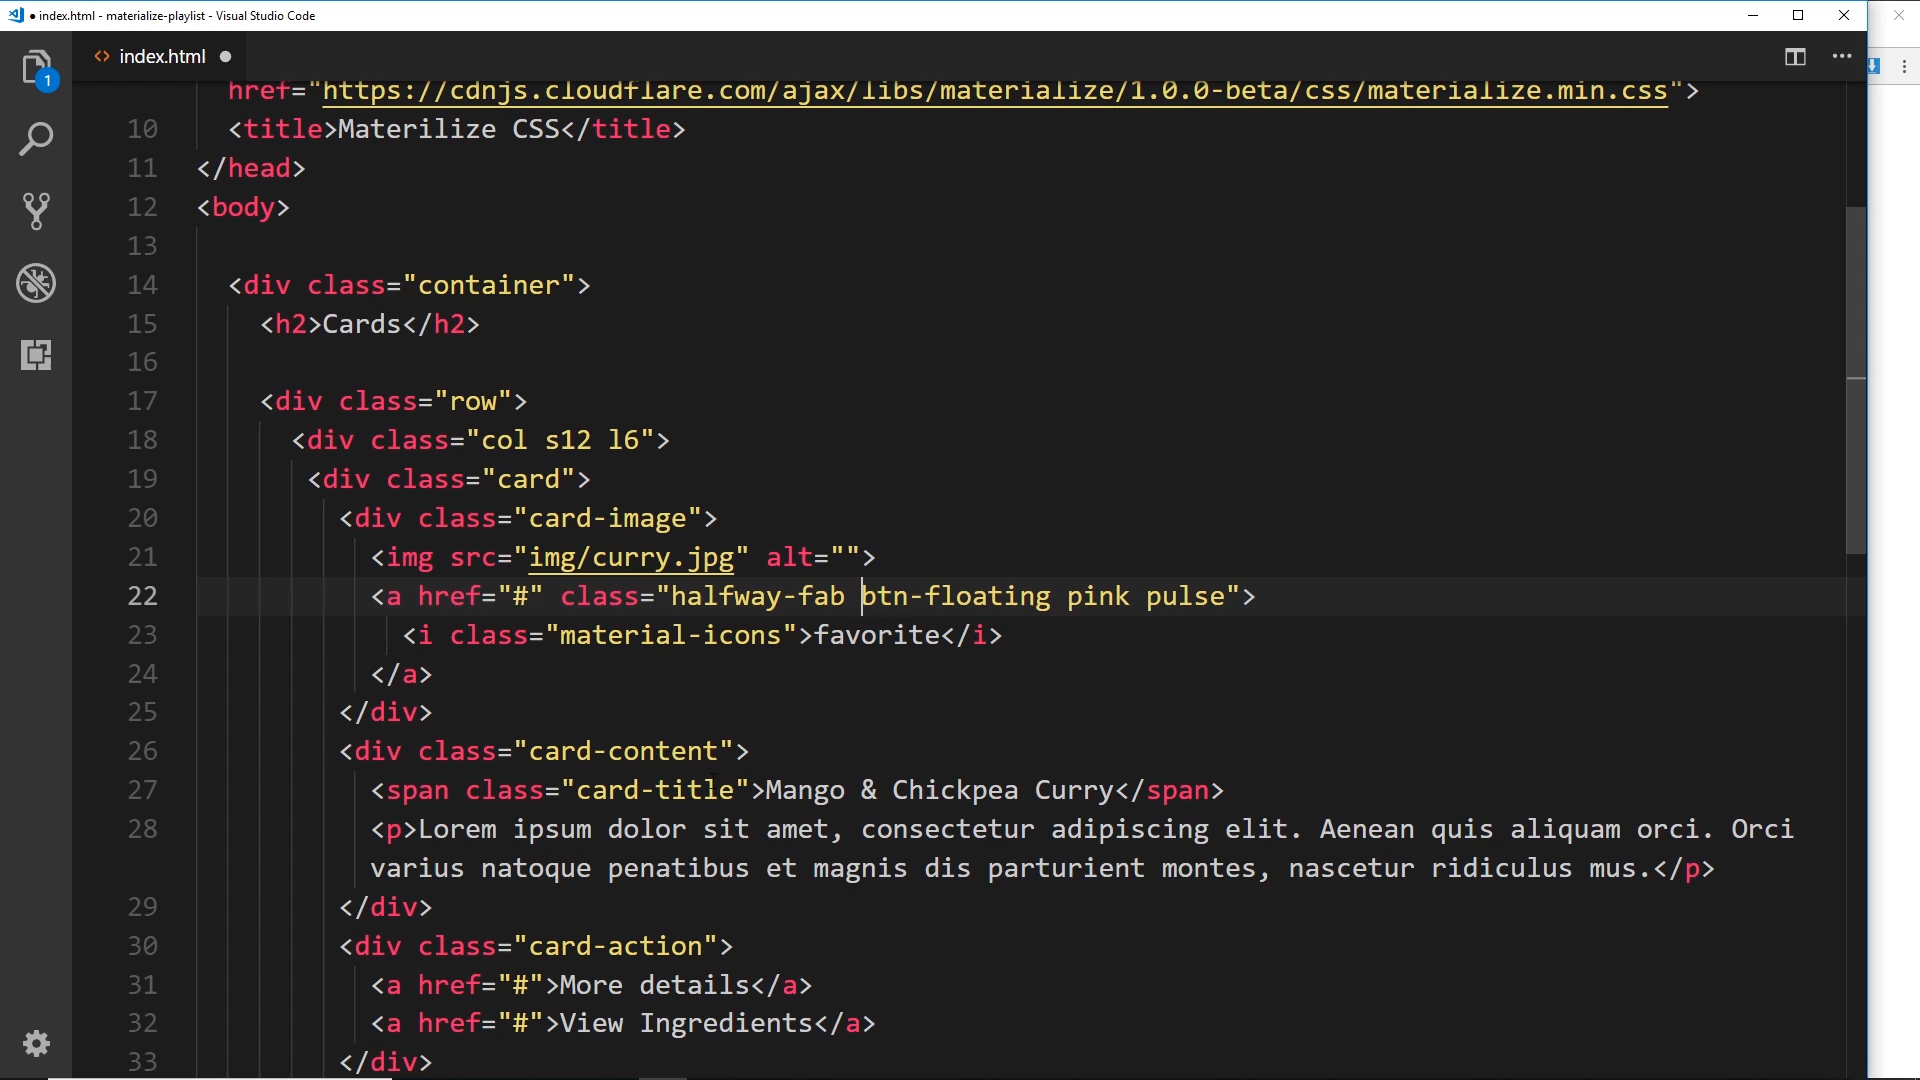 ● index.html - materialize-playlist - Visual Studio Code
1
<> index.html ●
href="https://cdnjs.cloudflare.com/ajax/libs/materialize/1.0.0-beta/css/materialize.min.css">
10 <title>Materilize CSS</title>
11 </head>
12 <body>
13
14 <div class="container">
15 <h2>Cards</h2>
16
17 <div class="row">
18 <div class="col s12 l6">
19 <div class="card">
20 <div class="card-image">
21 <img src="img/curry.jpg" alt="">
22 <a href="#" class="halfway-fab btn-floating pink pulse">
23 <i class="material-icons">favorite</i>
24 </a>
25 </div>
26 <div class="card-content">
27 <span class="card-title">Mango & Chickpea Curry</span>
28 <p>Lorem ipsum dolor sit amet, consectetur adipiscing elit. Aenean quis aliquam orci. Orci
varius natoque penatibus et magnis dis parturient montes, nascetur ridiculus mus.</p>
29 </div>
30 <div class="card-action">
31 <a href="#">More details</a>
32 <a href="#">View Ingredients</a>
33 </div>